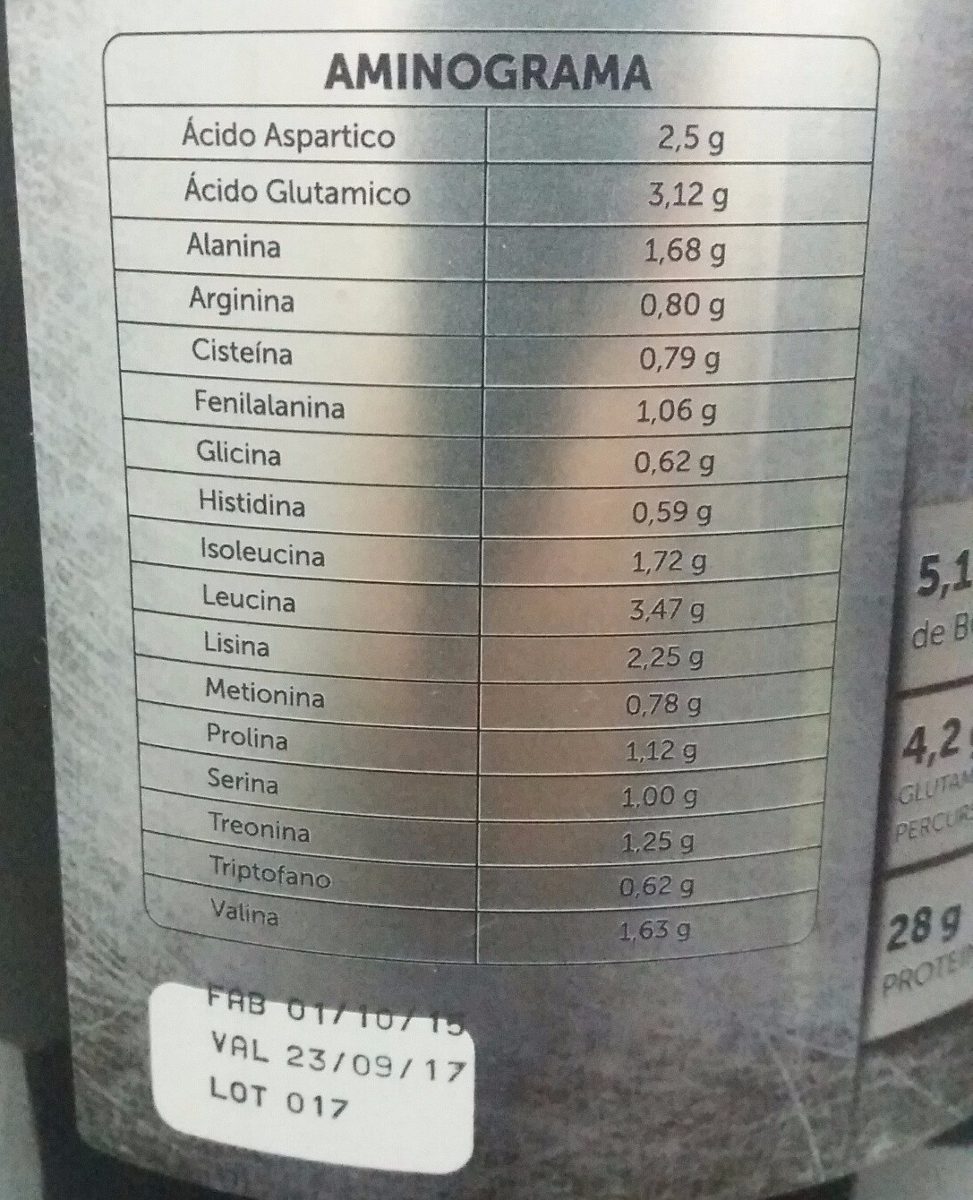 AMINOGRAMA
Ácido Aspartico 2,5 g
Ácido Glutamico 3,12 g
Alanina 1,68 g
Arginina 0,80 g
Cisteína 0,79 g
Fenilalanina 1,06 g
Glicina 0,62 g
Histidina 0,59 g
Isoleucina 1,72 g
Leucina 3,47 g
Lisina 2,25 g
Metionina 0,78 g
Prolina 1,12 g
Serina 1,00 g
Treonina 1,25 g
Triptofano 0,62 g
Valina 1,63 g
FAB 01/10/15
VAL 23/09/17
LOT 017
5,1
de
4,2
28 g